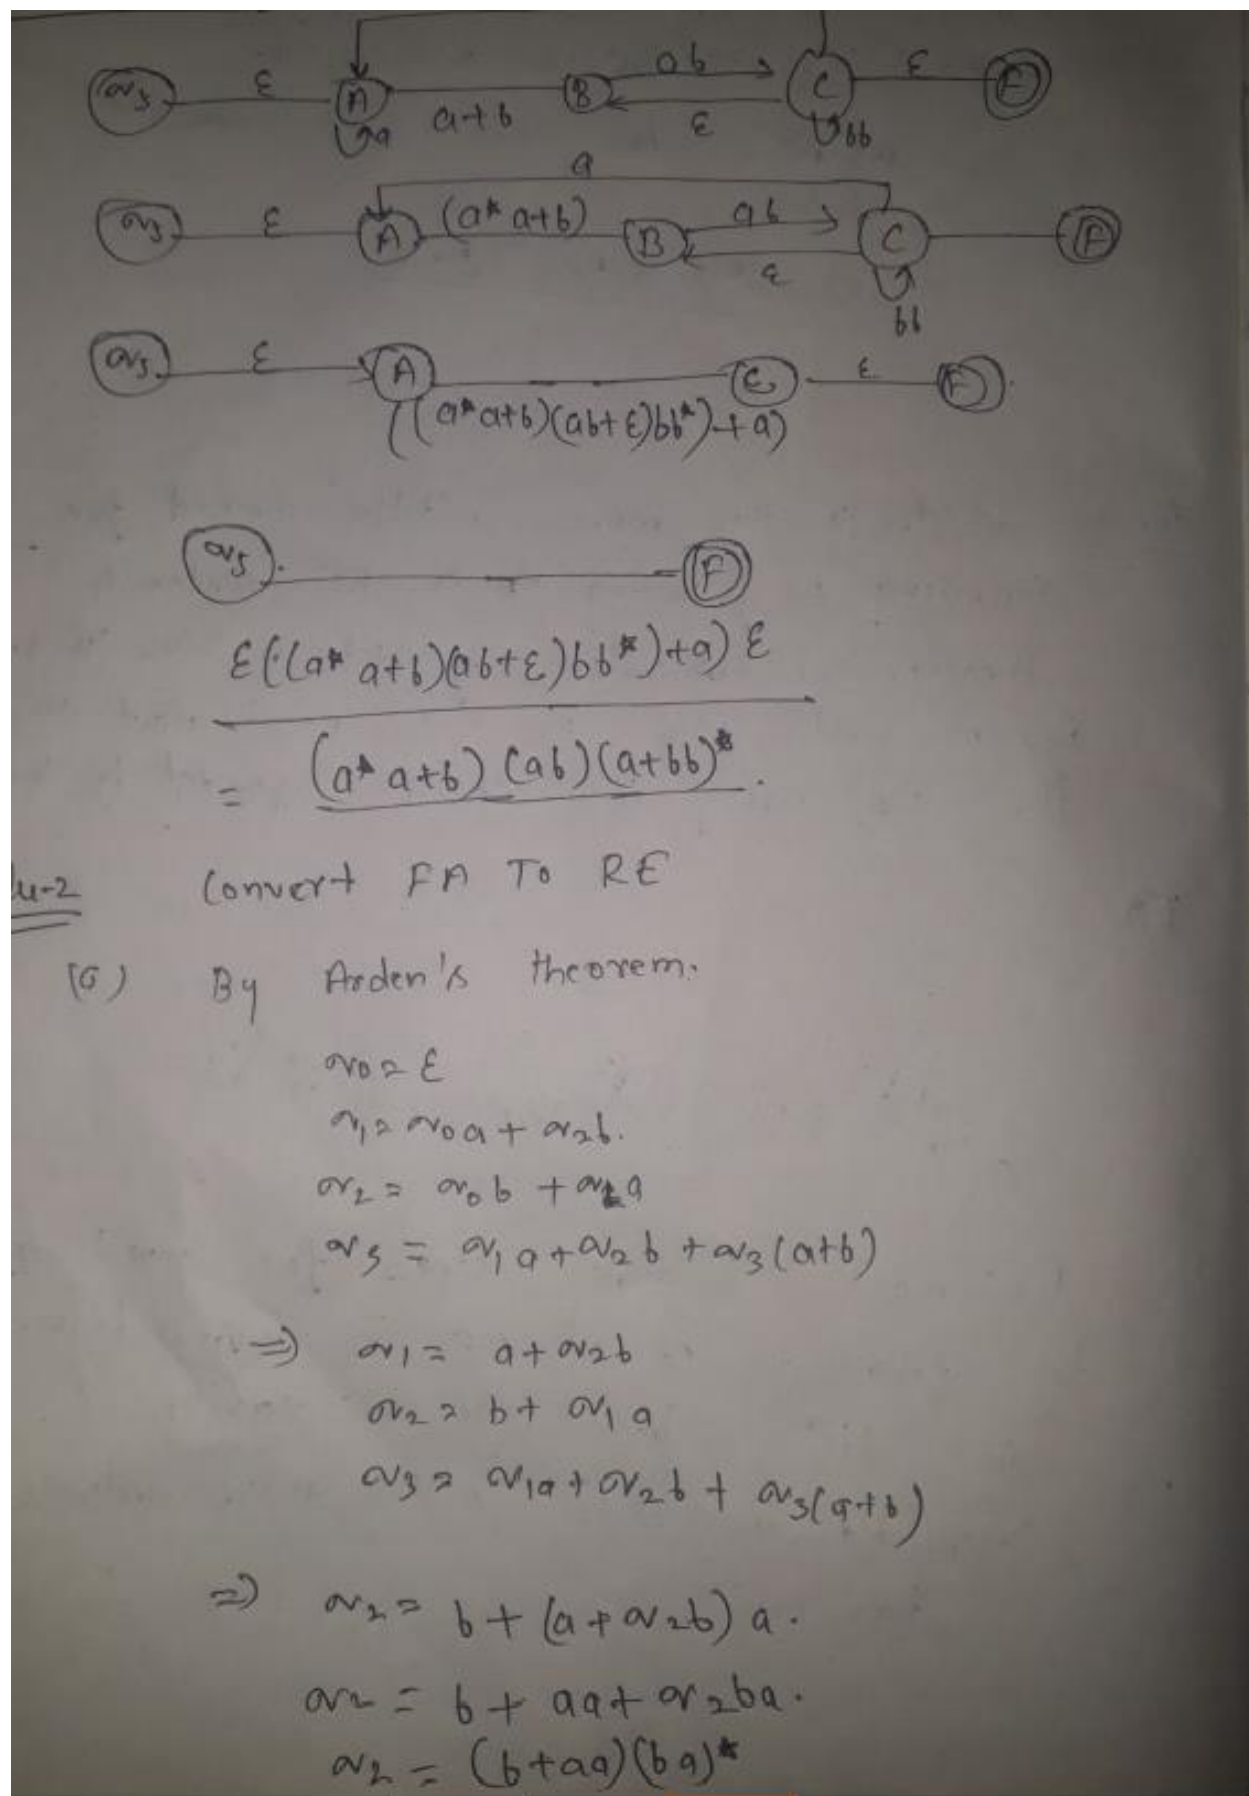 q5 ε A a a+b B ab ε C bb ε F
a
q5 ε A (a* a+b) B ab ε C bb F
q5 ε A ((a* a+b)(ab+ε)bb*)+a) C ε F
q5 F
ε((a* a+b)(ab+ε)bb*)+a) ε
= (a* a+b) (ab)(a+bb)*.
u-2 Convert FA To RE
(6) By Arden's theorem.
q0 = ε
q1 = q0a + q2b.
q2 = q0b + q1a
q3 = q1a + q2b + q3(a+b)
⇒ q1 = a + q2b
q2 = b + q1a
q3 = q1a + q2b + q3(a+b)
⇒ q2 = b + (a + q2b) a.
q2 = b + aa + q2ba.
q2 = (b+aa)(ba)*